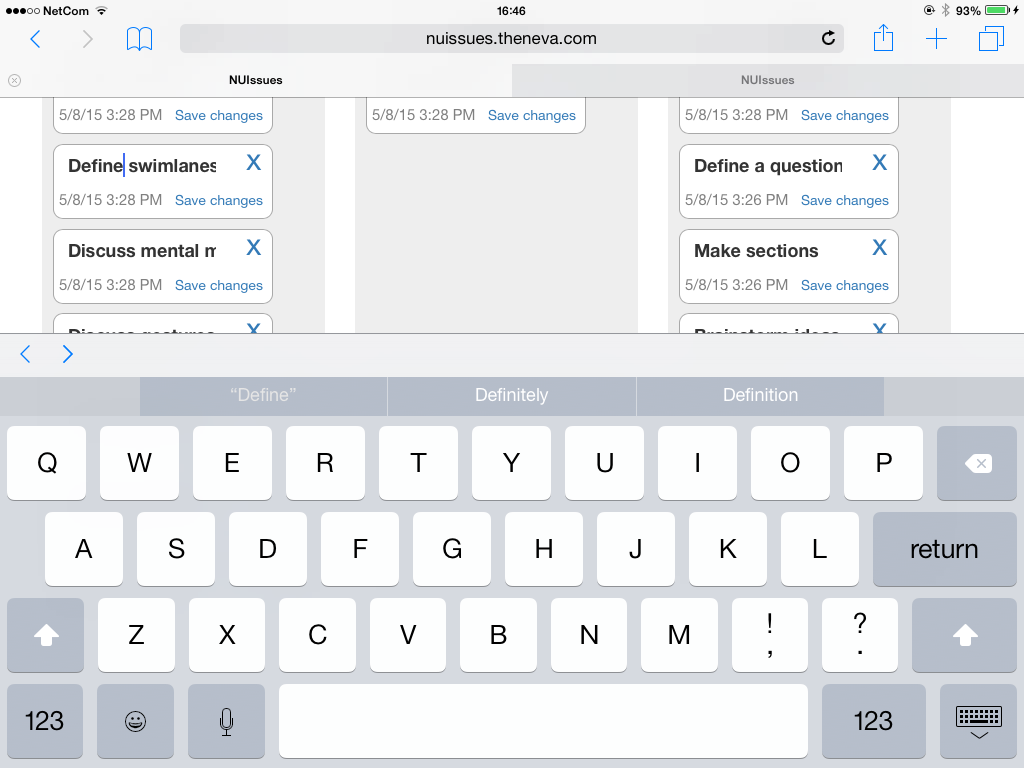 NetCom 16:46 93%
nuissues.theneva.com
NUIssues NUIssues
5/8/15 3:28 PM Save changes 5/8/15 3:28 PM Save changes 5/8/15 3:28 PM Save changes
Define swimlanes X Define a question X
5/8/15 3:28 PM Save changes 5/8/15 3:26 PM Save changes
Discuss mental m X Make sections X
5/8/15 3:28 PM Save changes 5/8/15 3:26 PM Save changes
Discuss gestures X Brainstorm ideas X
“Define” Definitely Definition
Q W E R T Y U I O P
A S D F G H J K L return
Z X C V B N M ! , ? .
123 123